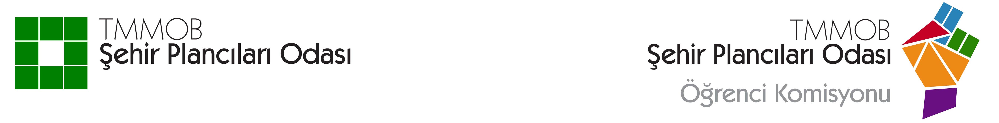 TMMOB
Şehir Plancıları Odası
TMMOB
Şehir Plancıları Odası
Öğrenci Komisyonu